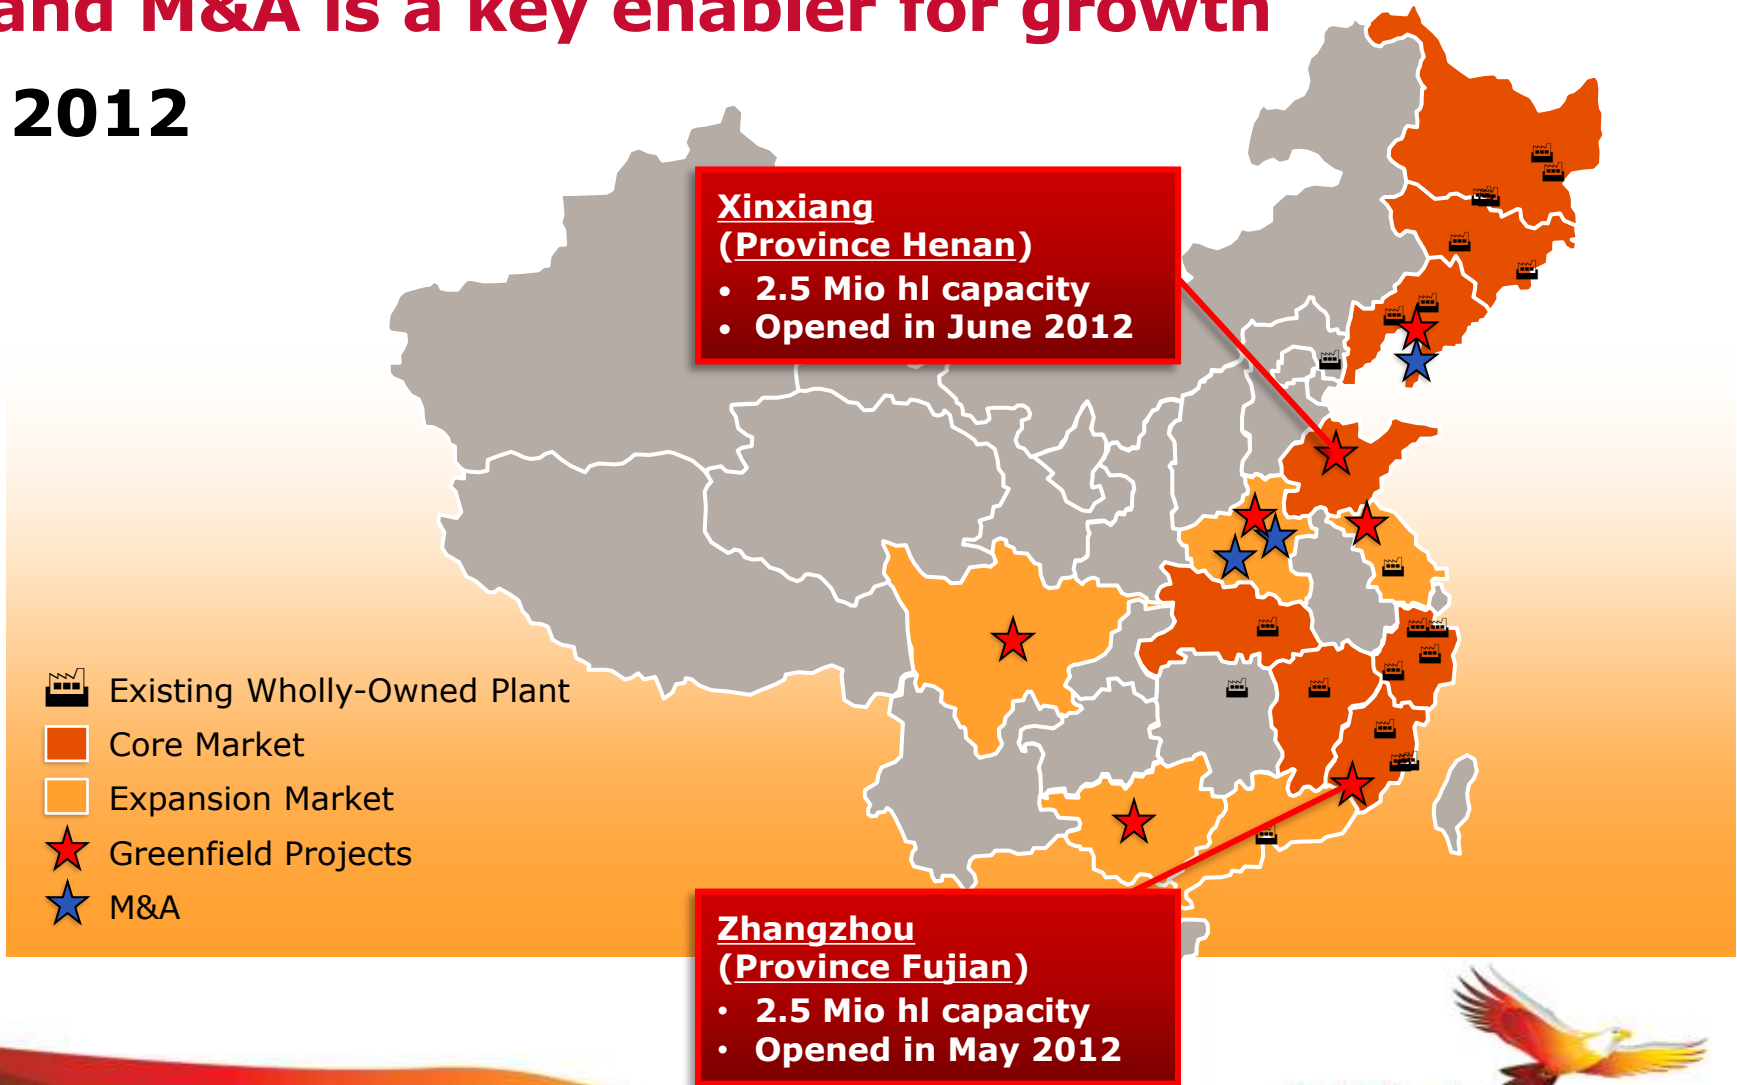 and M&A is a key enabler for growth
2012
Xinxiang
(Province Henan)
• 2.5 Mio hl capacity
• Opened in June 2012
Existing Wholly-Owned Plant
Core Market
Expansion Market
Greenfield Projects
M&A
Zhangzhou
(Province Fujian)
• 2.5 Mio hl capacity
• Opened in May 2012